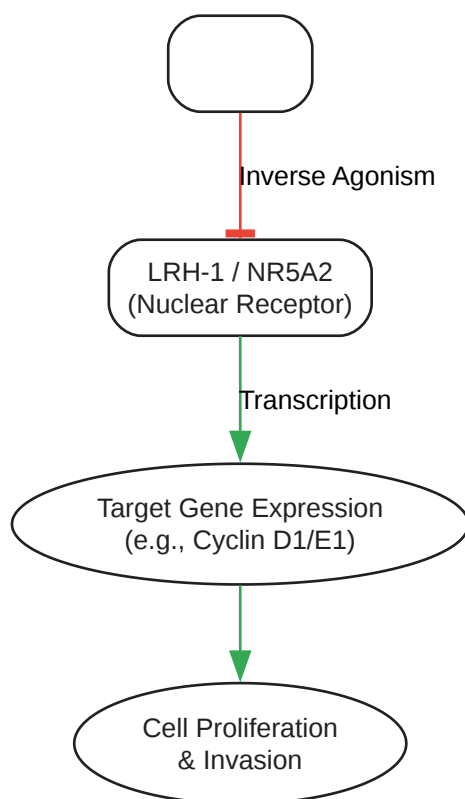 Inverse Agonism
LRH-1 / NR5A2
(Nuclear Receptor)
Transcription
Target Gene Expression
(e.g., Cyclin D1/E1)
Cell Proliferation
& Invasion